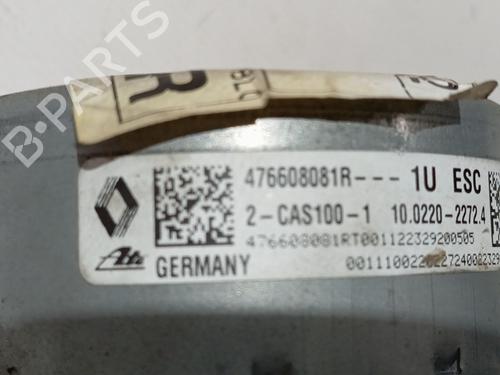 B-PARTS
R
476608081R--- 1U ESC
2-CAS100-1 10.0220-2272.4
476608081RT001122329200505
Ate GERMANY